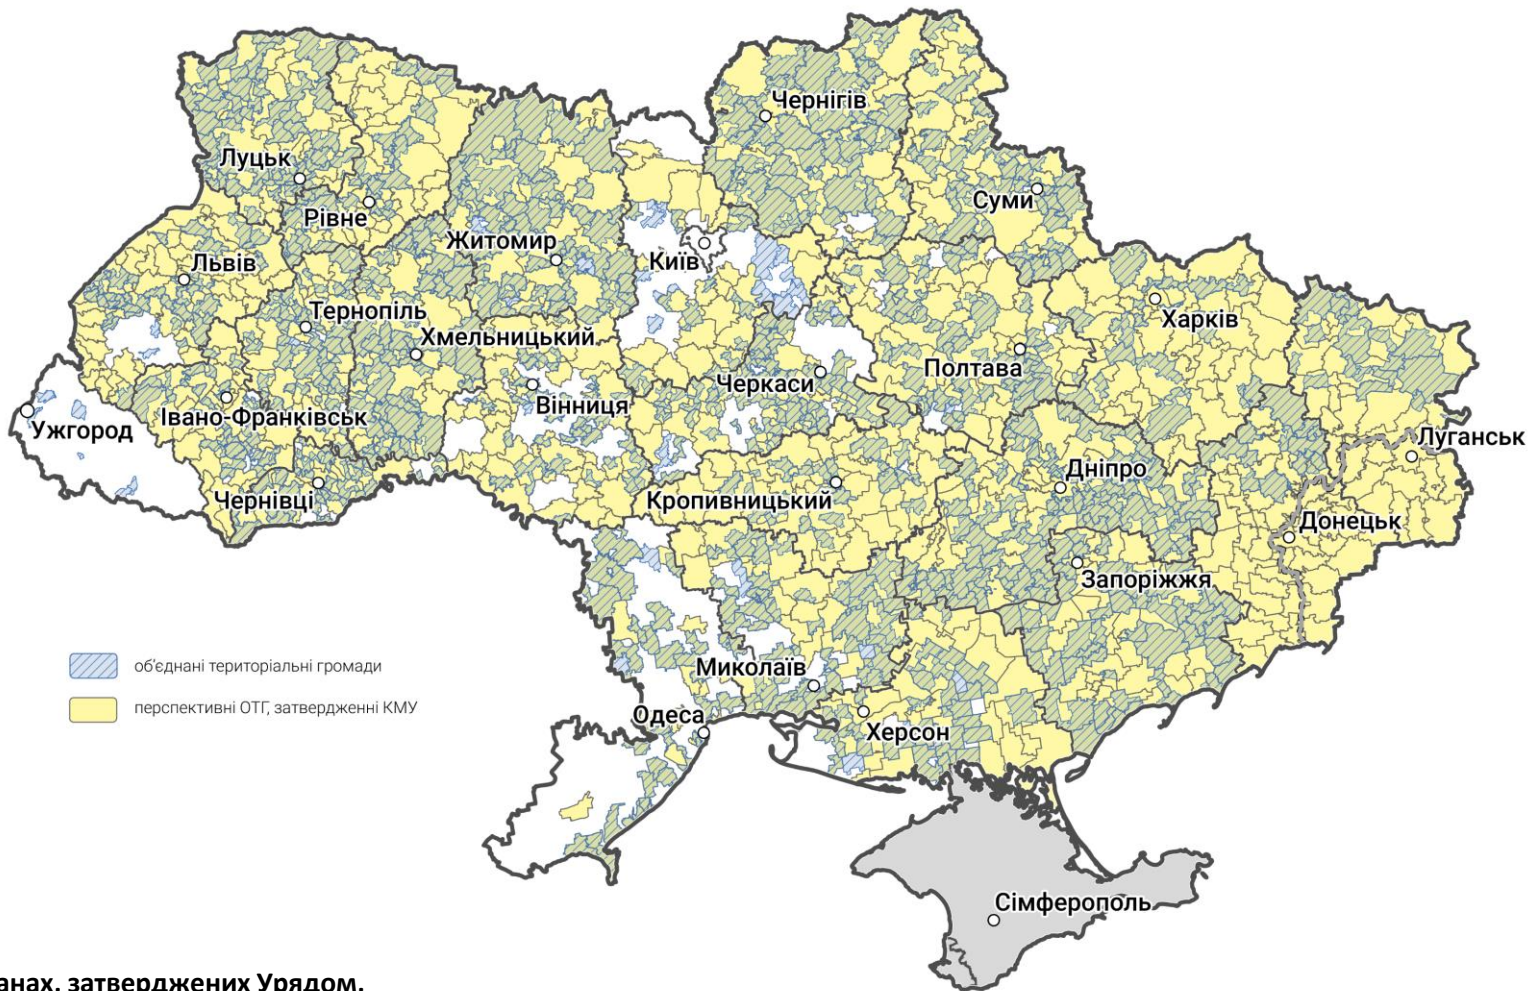 Чернігів
Луцьк
Суми
Рівне
Житомир
Київ
Львів
Тернопіль
Харків
Хмельницький
Полтава
Черкаси
Вінниця
Івано-Франківськ
Ужгород
Луганськ
Дніпро
Чернівці
Кропивницький
Донецьк
Запоріжжя
об'єднані територіальні громади
Миколаїв
перспективні ОТГ, затвердженні КМУ
Одеса
Херсон
Сімферополь
анах, затверджених Урядом.